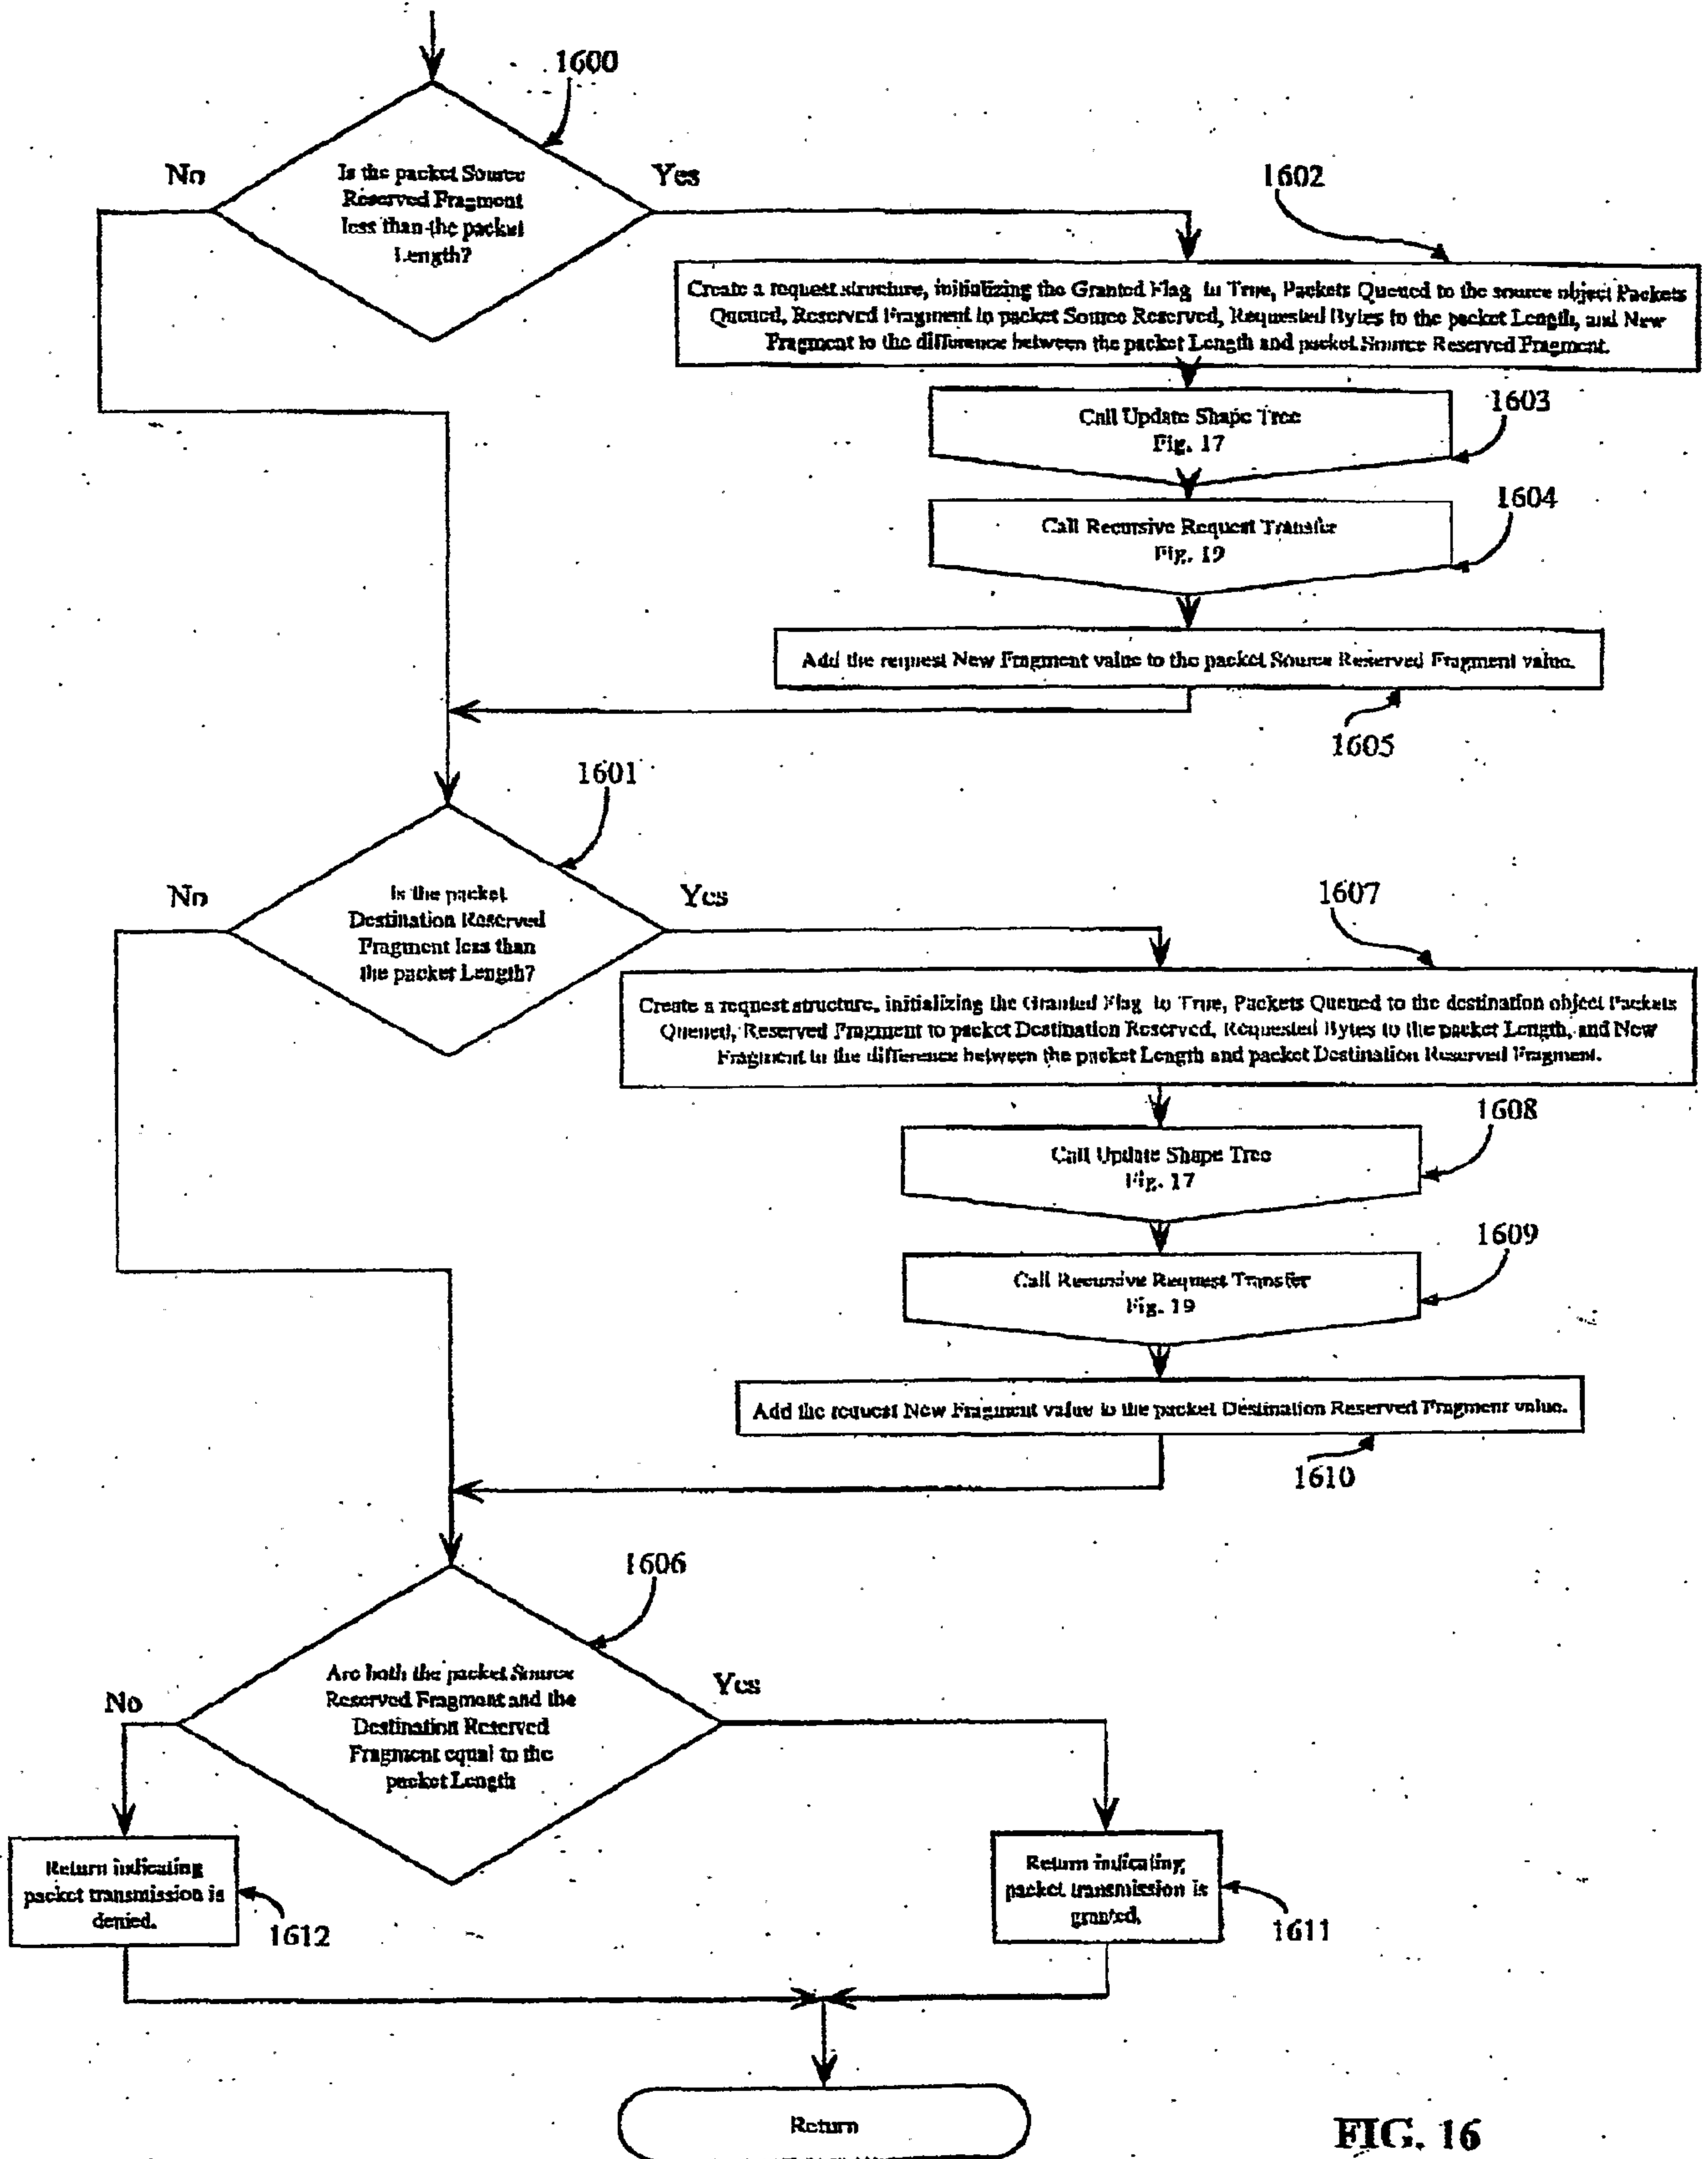 1600
No
Yes
Is the packet Source
Reserved Fragment
less than the packet
Length?
1602
Create a request structure, initializing the Granted Flag to True, Packets Queued to the source object Packets
Queued, Reserved Fragment to packet Source Reserved, Requested Bytes to the packet Length, and New
Fragment to the difference between the packet Length and packet Source Reserved Fragment.
1603
Call Update Shape Tree
Fig. 17
1604
Call Recursive Request Transfer
Fig. 19
Add the request New Fragment value to the packet Source Reserved Fragment value.
1605
1601
No
Yes
Is the packet
Destination Reserved
Fragment less than
the packet Length?
1607
Create a request structure, initializing the Granted Flag to True, Packets Queued to the destination object Packets
Queued, Reserved Fragment to packet Destination Reserved, Requested Bytes to the packet Length, and New
Fragment to the difference between the packet Length and packet Destination Reserved Fragment.
1608
Call Update Shape Tree
Fig. 17
1609
Call Recursive Request Transfer
Fig. 19
Add the request New Fragment value to the packet Destination Reserved Fragment value.
1610
1606
No
Yes
Are both the packet Source
Reserved Fragment and the
Destination Reserved
Fragment equal to the
packet Length
Return indicating
packet transmission is
denied.
1612
Return indicating
packet transmission is
granted.
1611
Return
FIG. 16